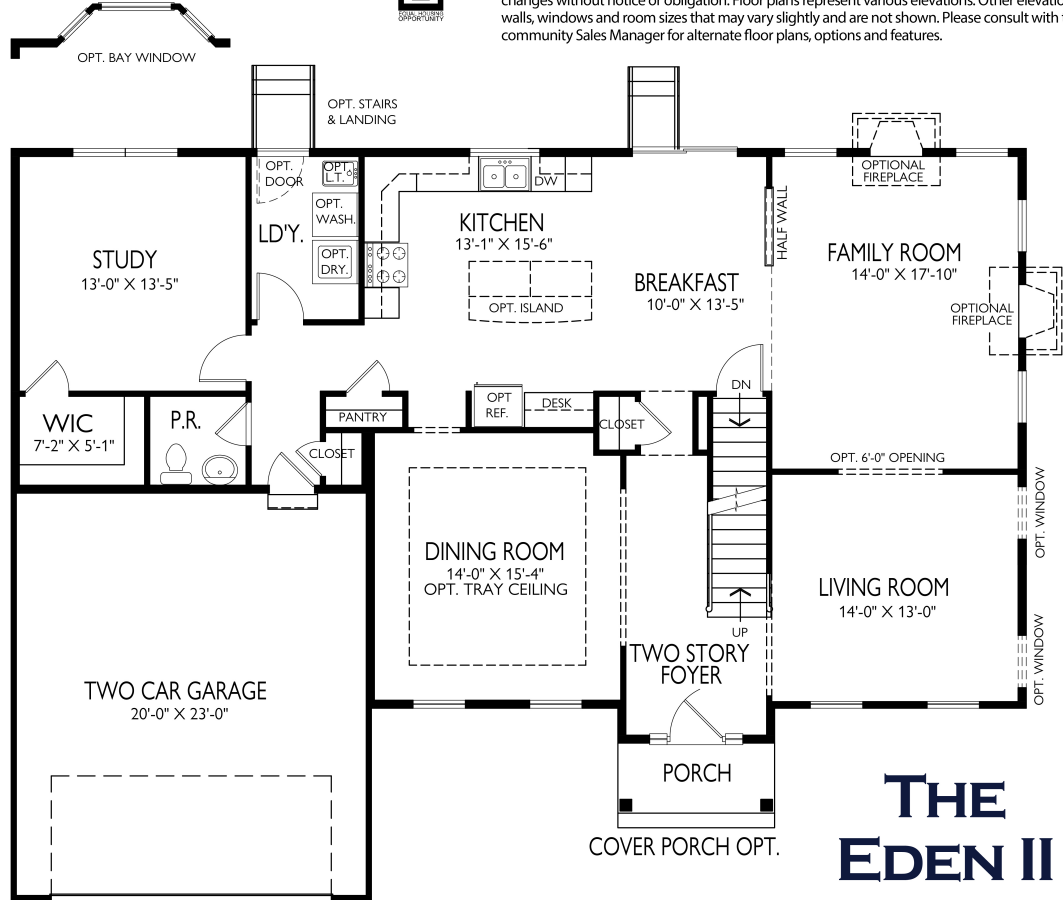 changes without notice or obligation. Floor plans represent various elevations. Other
walls, windows and room sizes that may vary slightly and are not shown. Please consult with
community Sales Manager for alternate floor plans, options and features.
EQUAL HOUSING
OPPORTUNITY
OPT. BAY WINDOW
OPT. STAIRS
& LANDING
OPT.
DOOR
OPT.
L.T.
OPT.
WASH.
LD'Y.
OPT.
DRY.
DW
KITCHEN
13'-1" X 15'-6"
OPT. ISLAND
BREAKFAST
10'-0" X 13'-5"
HALF WALL
OPTIONAL
FIREPLACE
FAMILY ROOM
14'-0" X 17'-10"
OPTIONAL
FIREPLACE
STUDY
13'-0" X 13'-5"
WIC
7'-2" X 5'-1"
P.R.
PANTRY
CLOSET
OPT
REF.
DESK
CLOSET
DN
OPT. 6'-0" OPENING
OPT. WINDOW
DINING ROOM
14'-0" X 15'-4"
OPT. TRAY CEILING
LIVING ROOM
14'-0" X 13'-0"
UP
OPT. WINDOW
TWO STORY
FOYER
TWO CAR GARAGE
20'-0" X 23'-0"
PORCH
COVER PORCH OPT.
THE
EDEN II